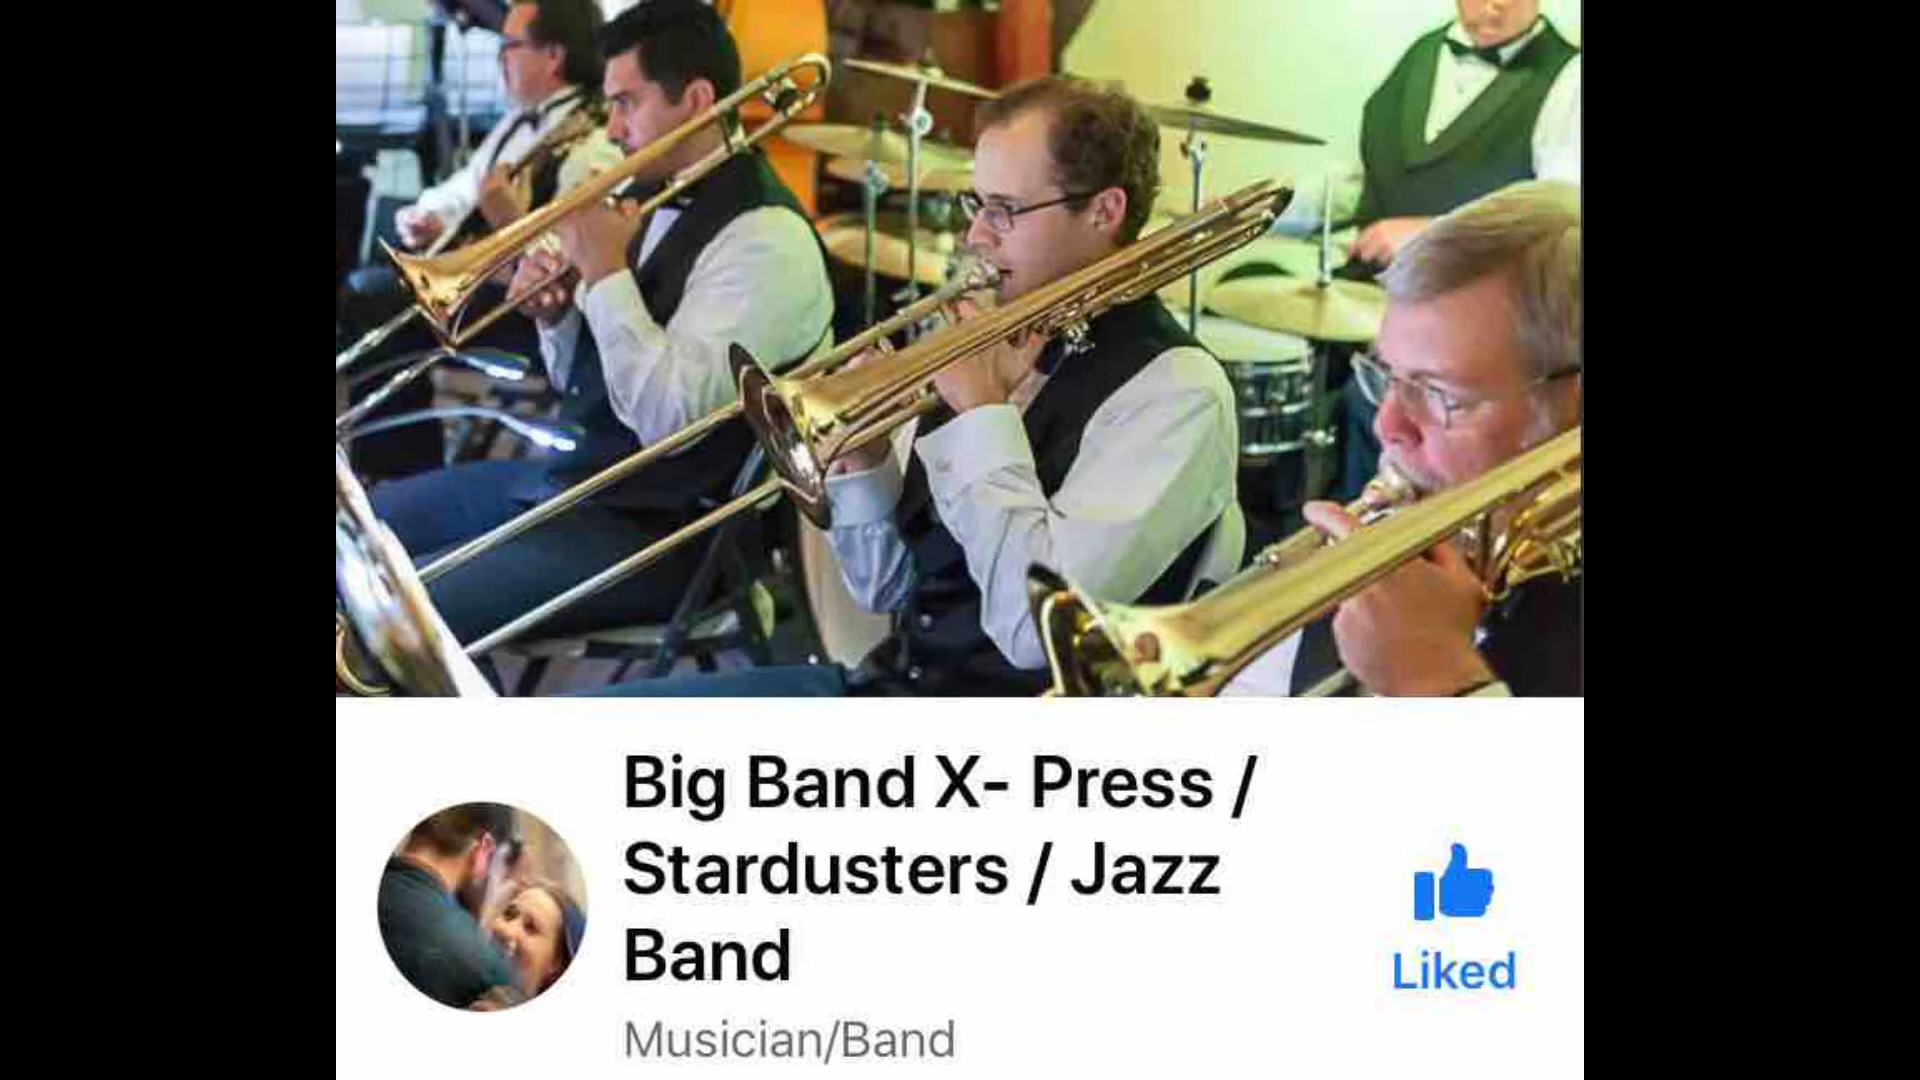 Big Band X- Press /
Stardusters / Jazz
Band
Liked
Musician/Band